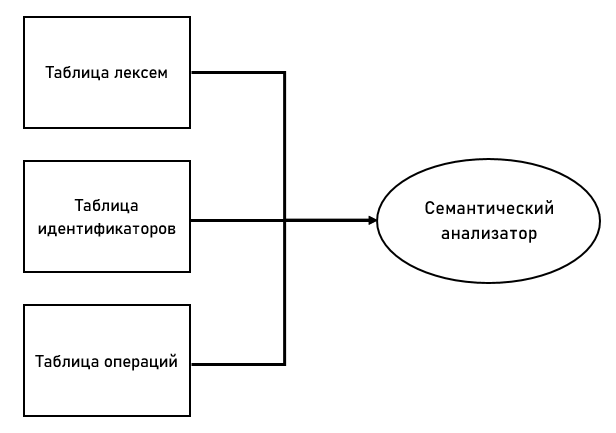 Таблица лексем
Таблица
идентификаторов
Таблица операций
Семантический
анализатор